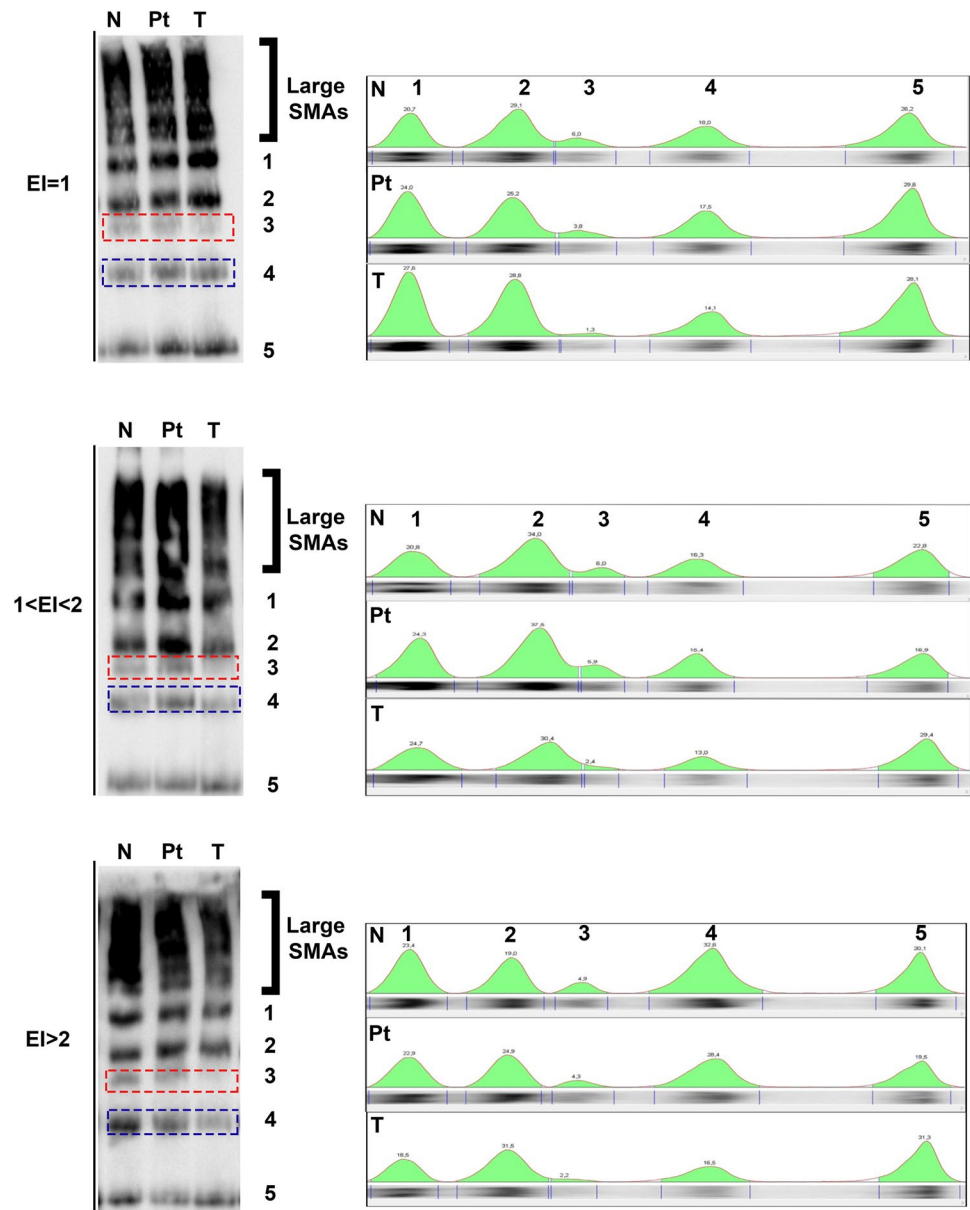 N Pt T
Large
SMAs
1
2
3
4
5
EI=1
N 1 2 3 4 5
20,7 29,1 6,0 18,0 26,2
Pt
24,0 25,2 3,8 17,5 29,6
T
27,6 28,8 1,3 14,1 28,1
N Pt T
Large
SMAs
1
2
3
4
5
1<EI<2
N 1 2 3 4 5
20,8 34,0 6,0 16,3 22,8
Pt
24,3 37,5 5,9 15,4 16,9
T
24,7 30,4 2,4 13,0 29,4
N Pt T
Large
SMAs
1
2
3
4
5
EI>2
N 1 2 3 4 5
23,4 19,0 4,9 32,6 20,1
Pt
22,9 24,9 4,3 28,4 19,5
T
18,5 31,5 2,2 16,5 31,3